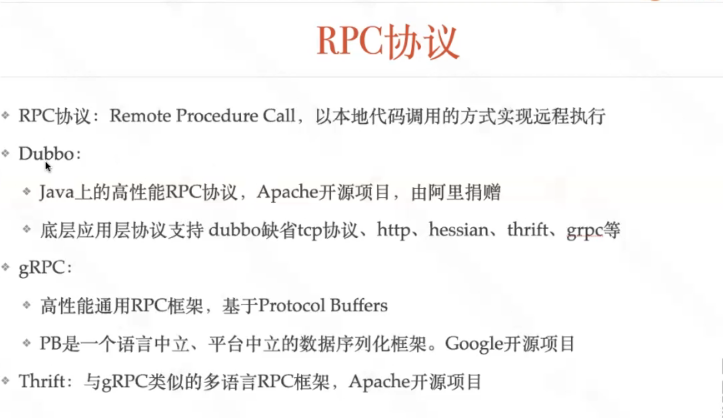 RPC协议
RPC协议：Remote Procedure Call，以本地代码调用的方式实现远程执行
Dubbo：
Java上的高性能RPC协议，Apache开源项目，由阿里捐赠
底层应用层协议支持 dubbo缺省tcp协议、http、hessian、thrift、grpc等
gRPC：
高性能通用RPC框架，基于Protocol Buffers
PB是一个语言中立、平台中立的数据序列化框架。Google开源项目
Thrift：与gRPC类似的多语言RPC框架，Apache开源项目